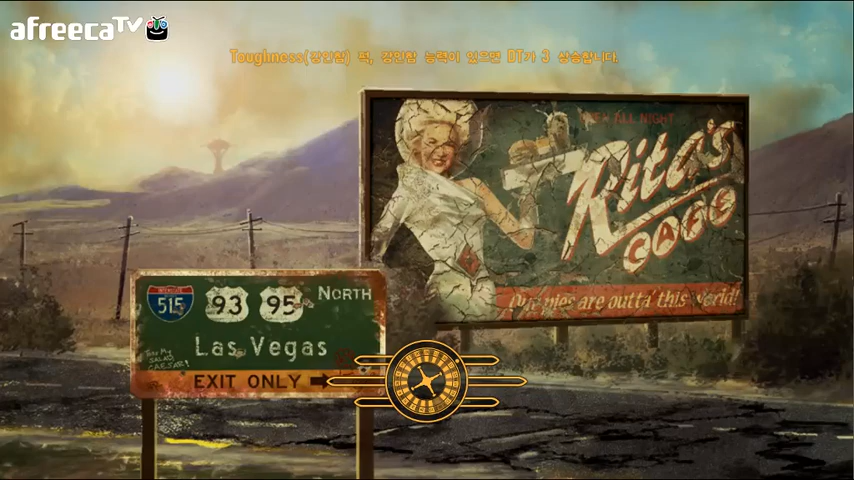 afreecaTV
Toughness(강인함) 퍽, 강인함 능력이 있으면 DT가 3 상승합니다.
OPEN ALL NIGHT
Rita's
CAFE
Our pies are outta' this world!
INTERSTATE
515
93
95
NORTH
Las Vegas
EXIT ONLY